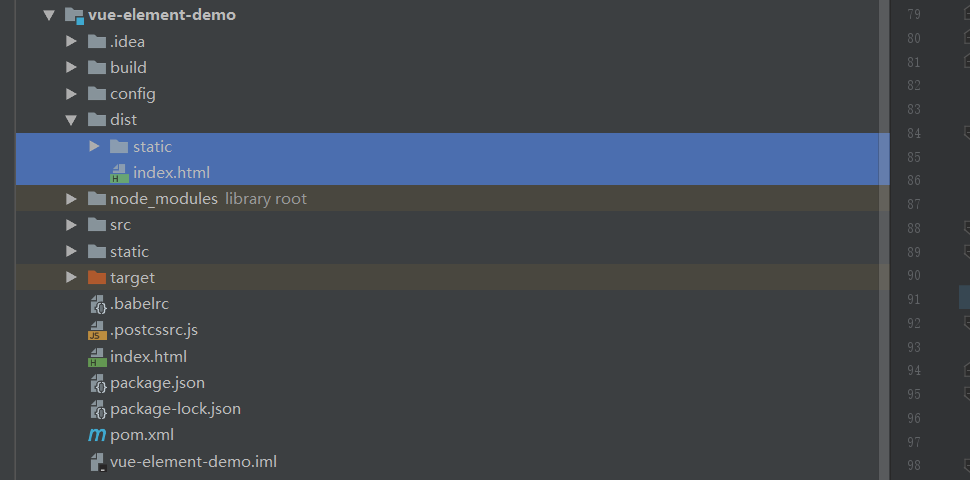 vue-element-demo
.idea
build
config
dist
static
index.html
node_modules library root
src
static
target
.babelrc
.postcssrc.js
index.html
package.json
package-lock.json
pom.xml
vue-element-demo.iml
79
80
81
82
83
84
85
86
87
88
89
90
91
92
93
94
95
96
97
98